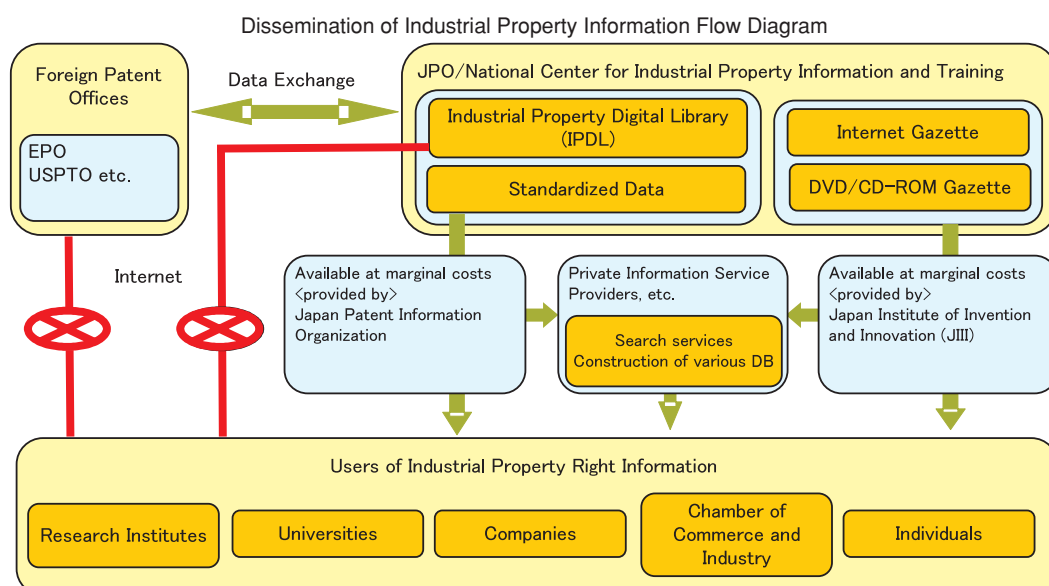 Dissemination of Industrial Property Information Flow Diagram
Foreign Patent
Offices
EPO
USPTO etc.
Data Exchange
JPO/National Center for Industrial Property Information and Training
Industrial Property Digital Library
(IPDL)
Standardized Data
Internet Gazette
DVD/CD-ROM Gazette
Internet
Available at marginal costs
<provided by>
Japan Patent Information
Organization
Private Information Service
Providers, etc.
Search services
Construction of various DB
Available at marginal costs
<provided by>
Japan Institute of Invention
and Innovation (JIII)
Users of Industrial Property Right Information
Research Institutes
Universities
Companies
Chamber of
Commerce and
Industry
Individuals